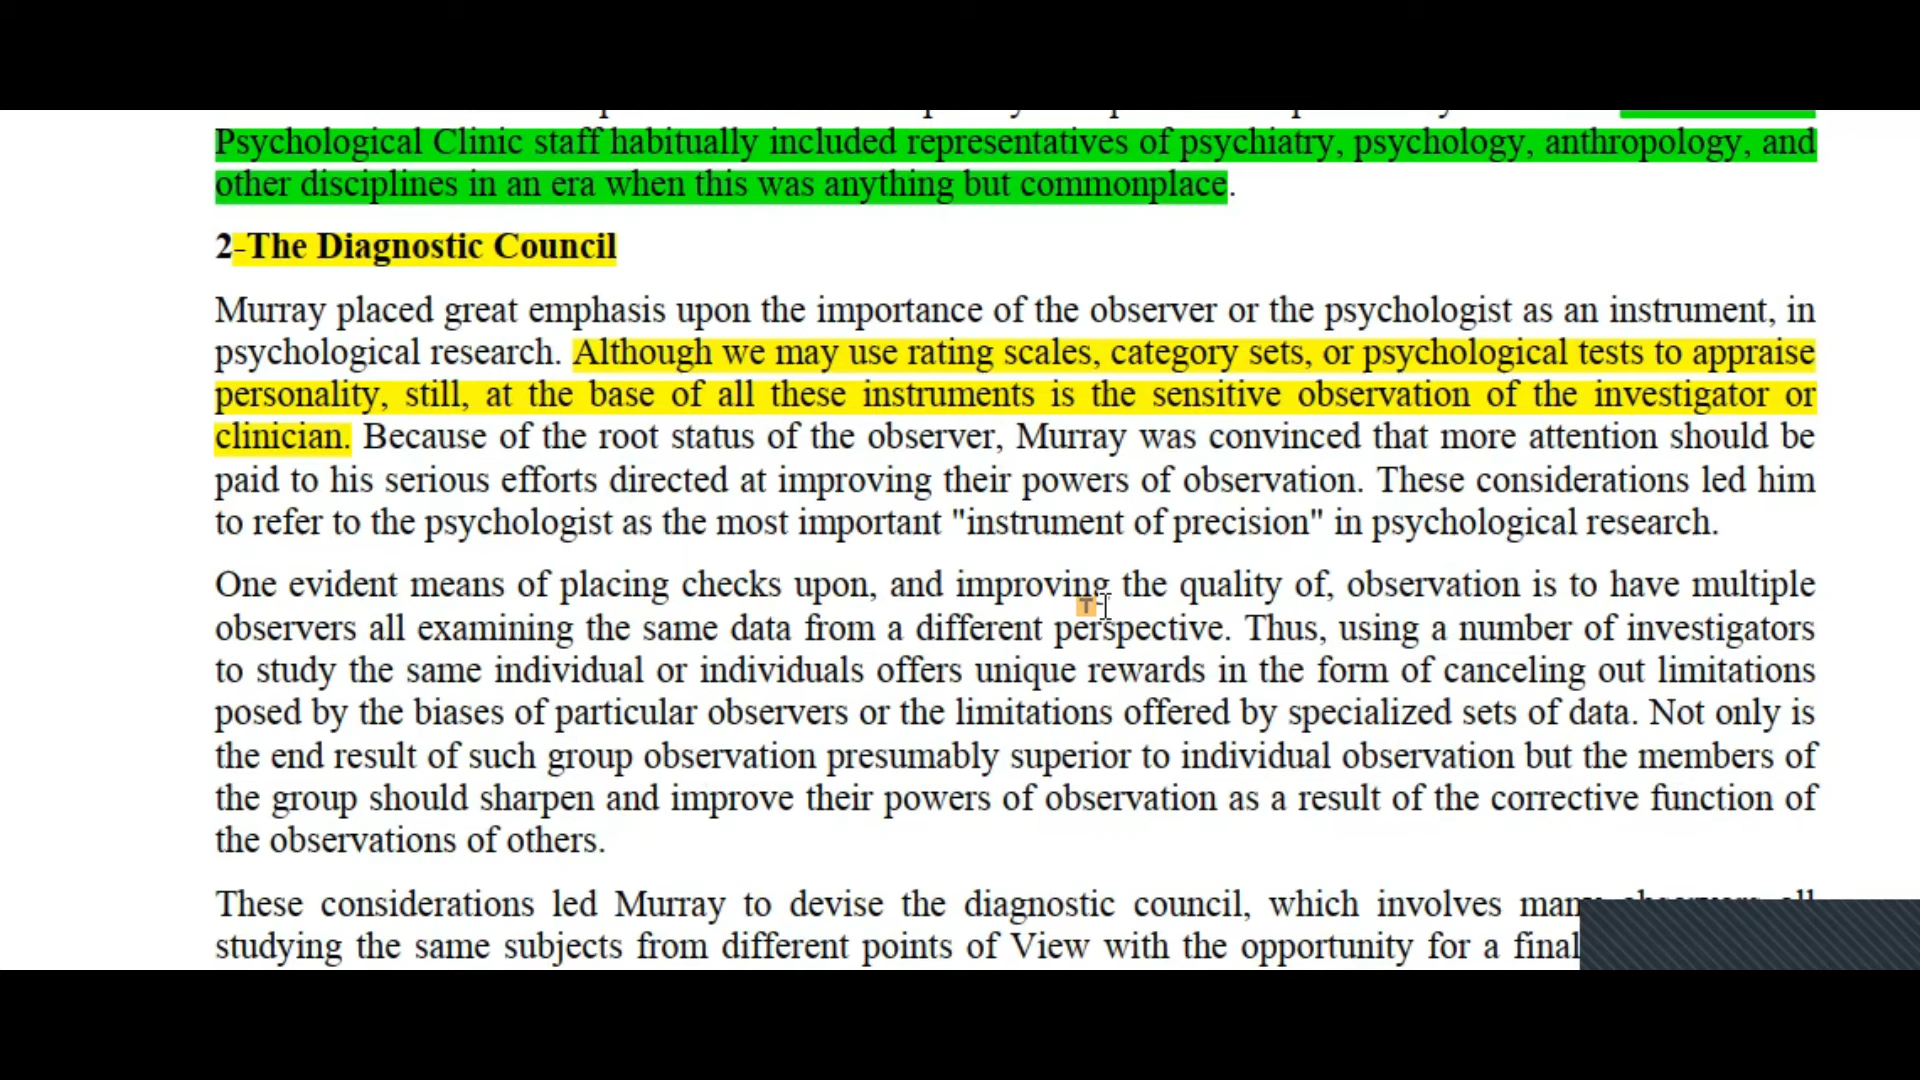 Psychological Clinic staff habitually included representatives of psychiatry, psychology, anthropology, and
other disciplines in an era when this was anything but commonplace.
2-The Diagnostic Council
Murray placed great emphasis upon the importance of the observer or the psychologist as an instrument, in
psychological research. Although we may use rating scales, category sets, or psychological tests to appraise
personality, still, at the base of all these instruments is the sensitive observation of the investigator or
clinician. Because of the root status of the observer, Murray was convinced that more attention should be
paid to his serious efforts directed at improving their powers of observation. These considerations led him
to refer to the psychologist as the most important "instrument of precision" in psychological research.
One evident means of placing checks upon, and improving the quality of, observation is to have multiple
observers all examining the same data from a different perspective. Thus, using a number of investigators
to study the same individual or individuals offers unique rewards in the form of canceling out limitations
posed by the biases of particular observers or the limitations offered by specialized sets of data. Not only is
the end result of such group observation presumably superior to individual observation but the members of
the group should sharpen and improve their powers of observation as a result of the corrective function of
the observations of others.
These considerations led Murray to devise the diagnostic council, which involves many
studying the same subjects from different points of View with the opportunity for a final